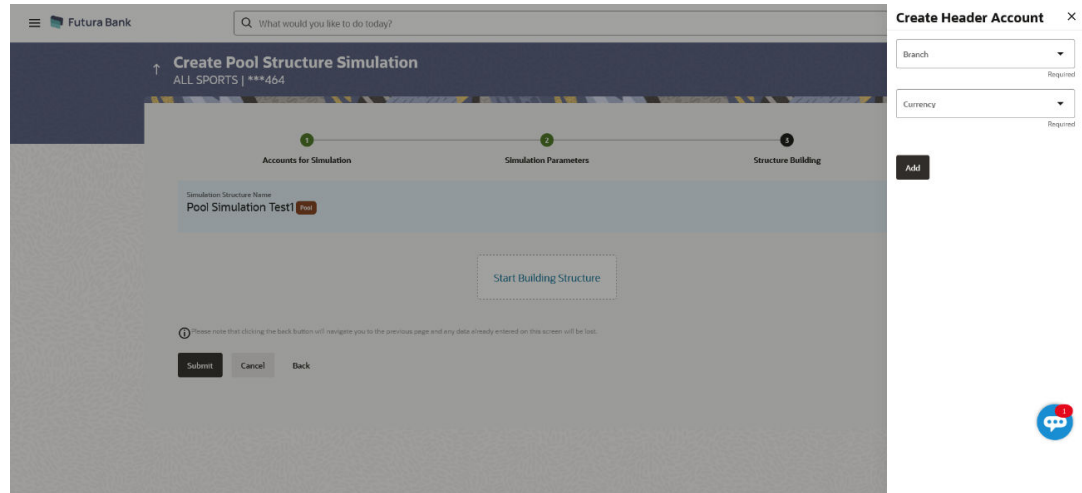 Futura Bank
What would you like to do today?
Create Pool Structure Simulation
ALL SPORTS | ***464
1
2
3
Accounts for Simulation
Simulation Parameters
Structure Building
Simulation Structure Name
Pool Simulation Test1 Pool
Start Building Structure
Please note that clicking the back button will navigate you to the previous page and any data already entered on this screen will be lost.
Submit
Cancel
Back
Create Header Account
Branch
Required
Currency
Required
Add
1